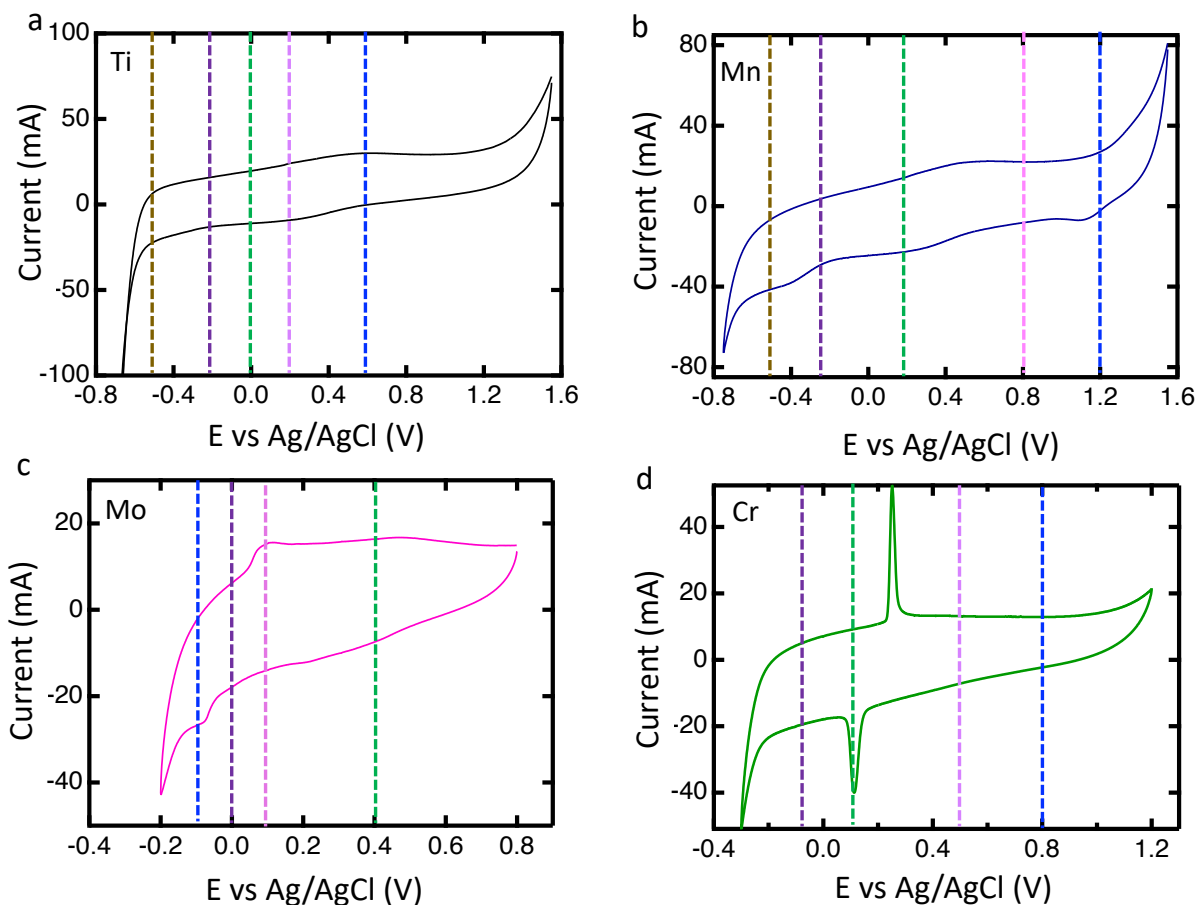 a
Ti
100
50
0
-50
-100
Current (mA)
-0.8 -0.4 0.0 0.4 0.8 1.2 1.6
E vs Ag/AgCl (V)
b
Mn
80
40
0
-40
-80
Current (mA)
-0.8 -0.4 0.0 0.4 0.8 1.2 1.6
E vs Ag/AgCl (V)
c
Mo
20
0
-20
-40
Current (mA)
-0.4 -0.2 0.0 0.2 0.4 0.6 0.8
E vs Ag/AgCl (V)
d
Cr
40
20
0
-20
-40
Current (mA)
-0.4 0.0 0.4 0.8 1.2
E vs Ag/AgCl (V)